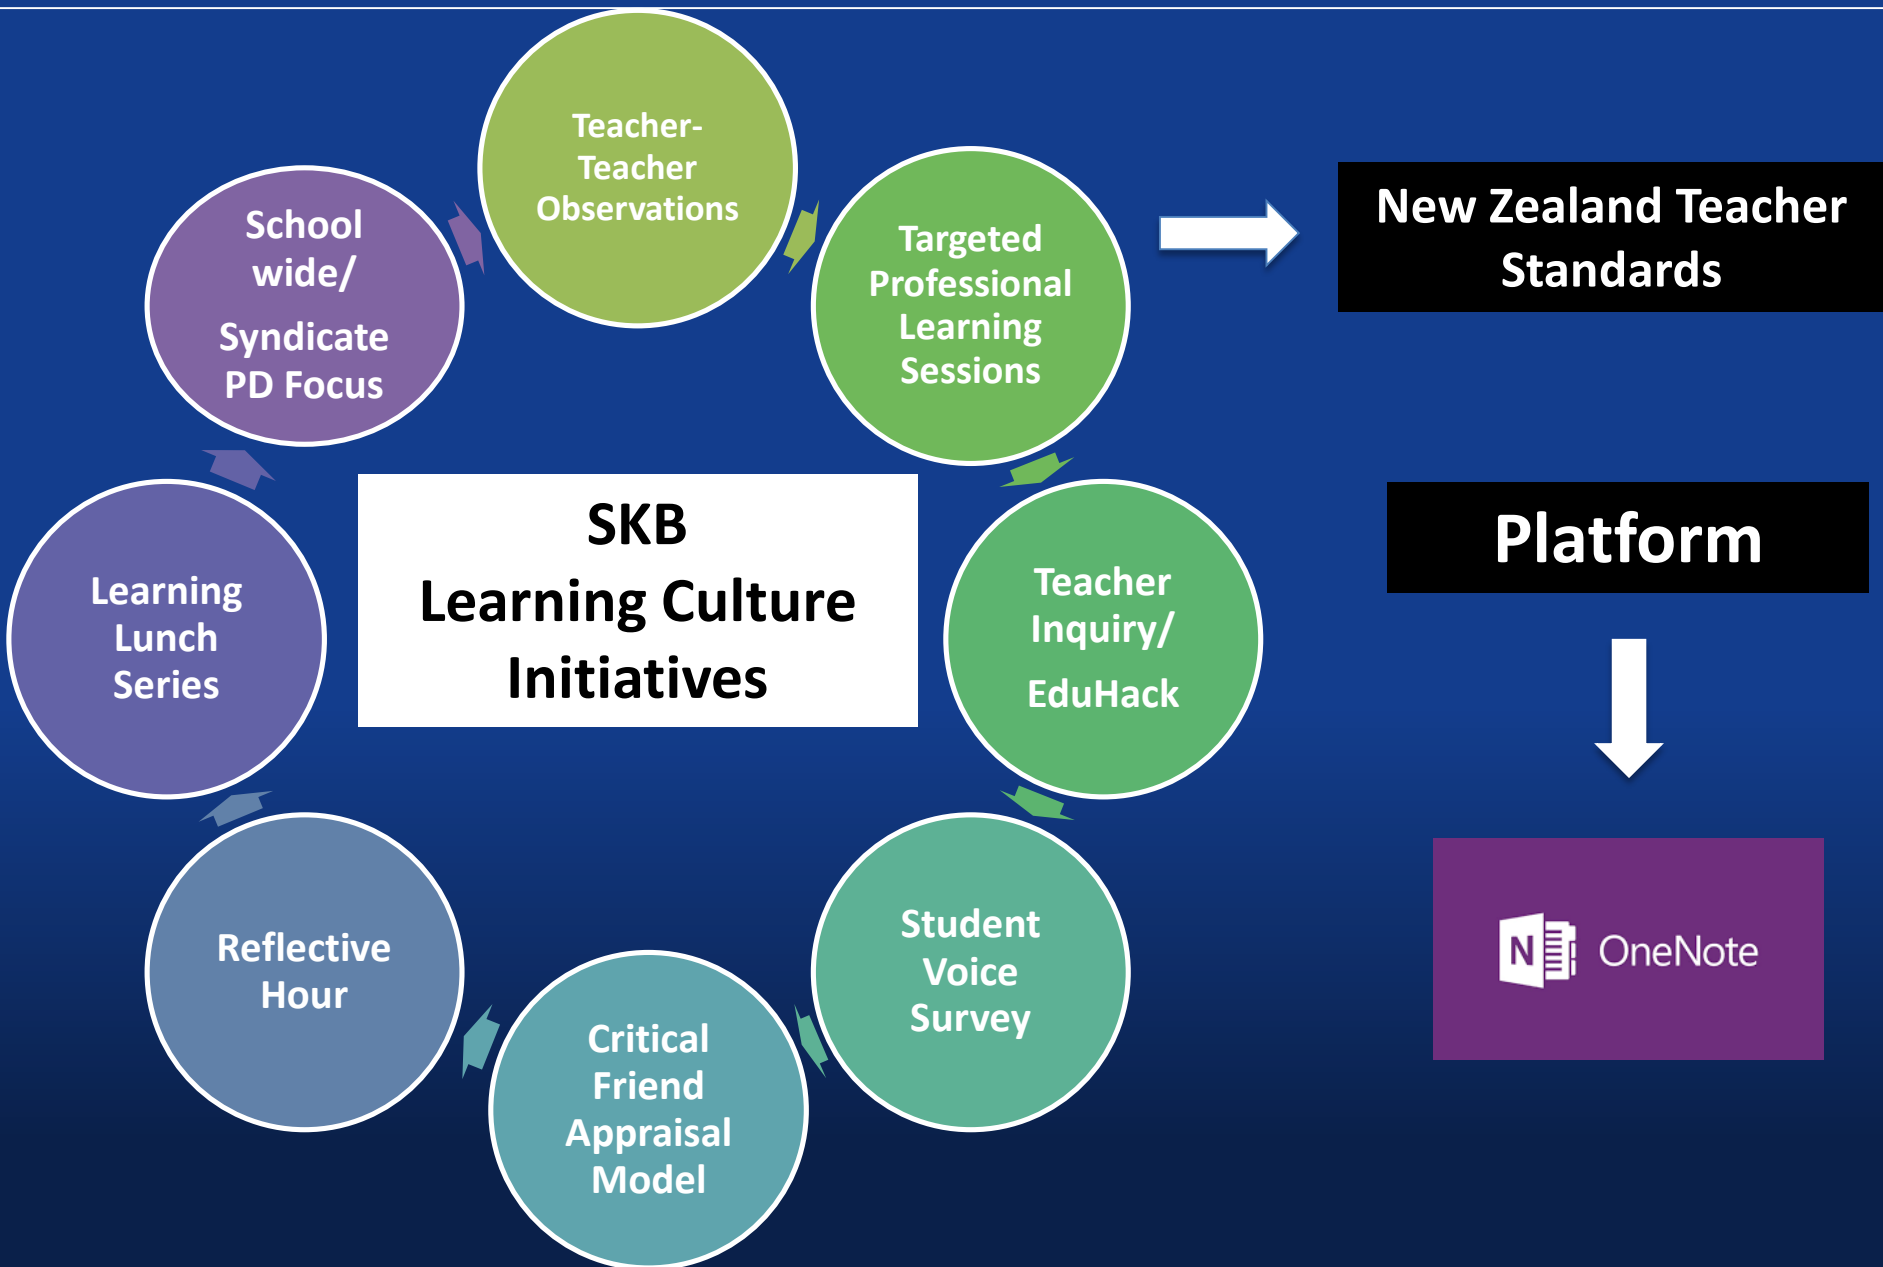 Teacher-
Teacher
Observations
Targeted
Professional
Learning
Sessions
Teacher
Inquiry/
EduHack
Student
Voice
Survey
Critical
Friend
Appraisal
Model
Reflective
Hour
Learning
Lunch
Series
School
wide/
Syndicate
PD Focus
SKB
Learning Culture
Initiatives
New Zealand Teacher
Standards
Platform
N OneNote